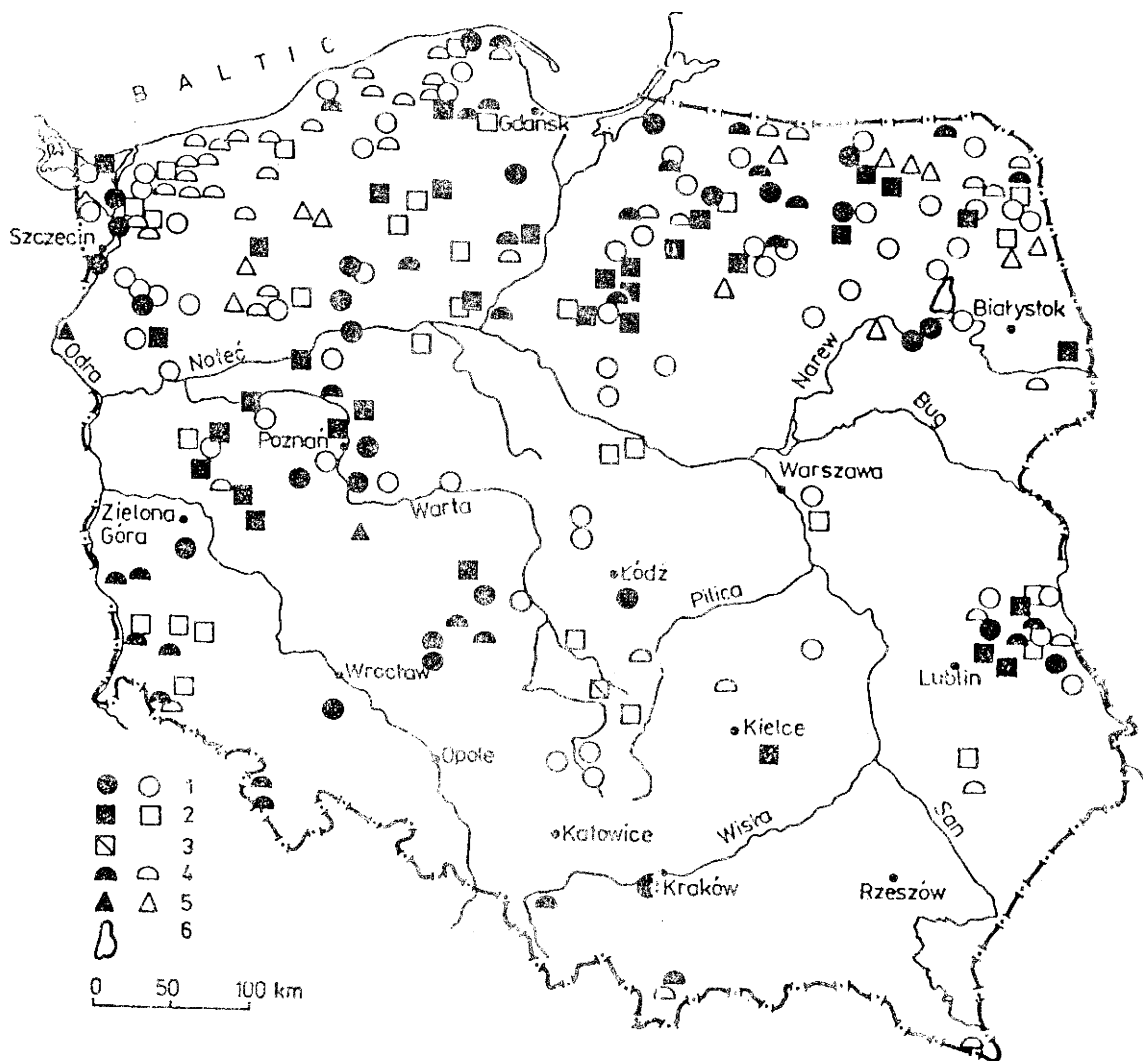 BALTIC
Gdańsk
Szczecin
Białystok
Odra
Noteć
Narew
Bug
Poznań
Warszawa
Zielona
Góra
Warta
Łódź
Pilica
Wrocław
Lublin
Kielce
Opole
1
2
3
4
5
6
Katowice
Wisła
San
Kraków
Rzeszów
0 50 100 km